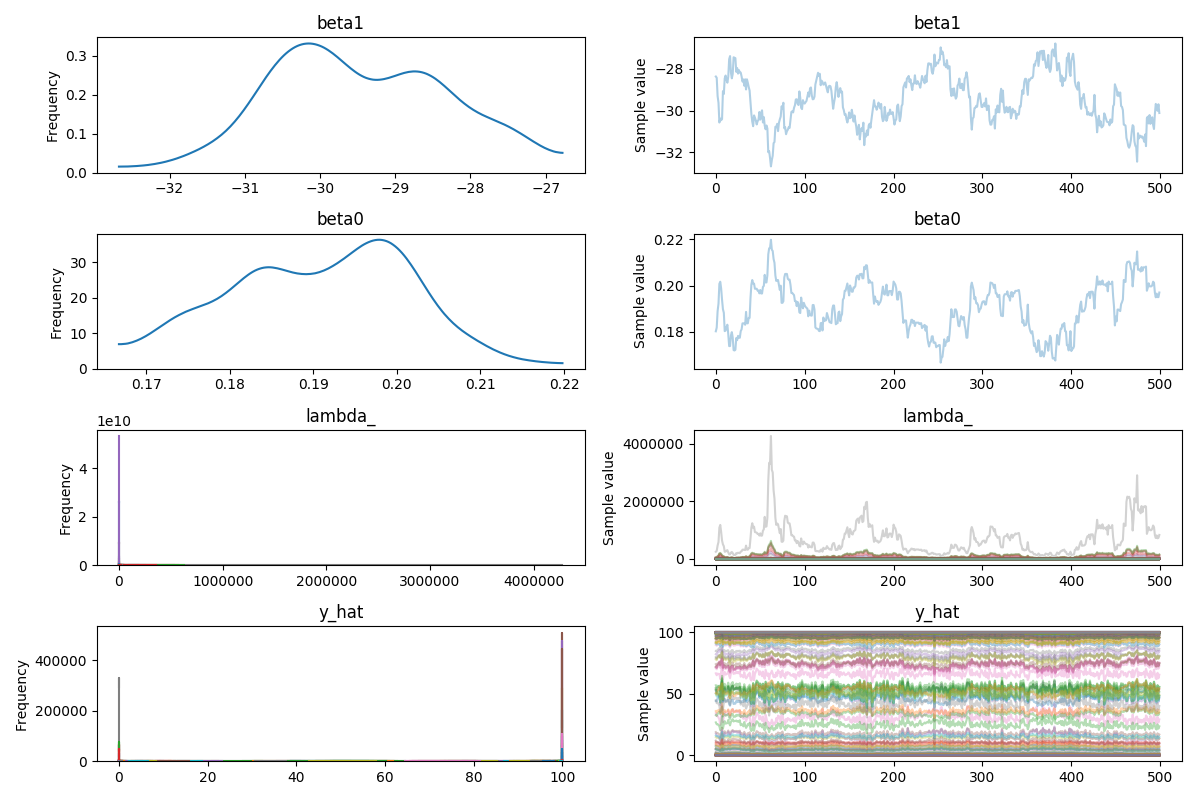 beta1
Frequency
0.3
0.2
0.1
0.0
−32 −31 −30 −29 −28 −27
beta1
Sample value
−28
−30
−32
0 100 200 300 400 500
beta0
Frequency
30
20
10
0
0.17 0.18 0.19 0.20 0.21 0.22
beta0
Sample value
0.22
0.20
0.18
0 100 200 300 400 500
lambda_
1e10
Frequency
4
2
0
0 1000000 2000000 3000000 4000000
lambda_
Sample value
4000000
2000000
0
0 100 200 300 400 500
y_hat
Frequency
400000
200000
0
0 20 40 60 80 100
y_hat
Sample value
100
50
0
0 100 200 300 400 500